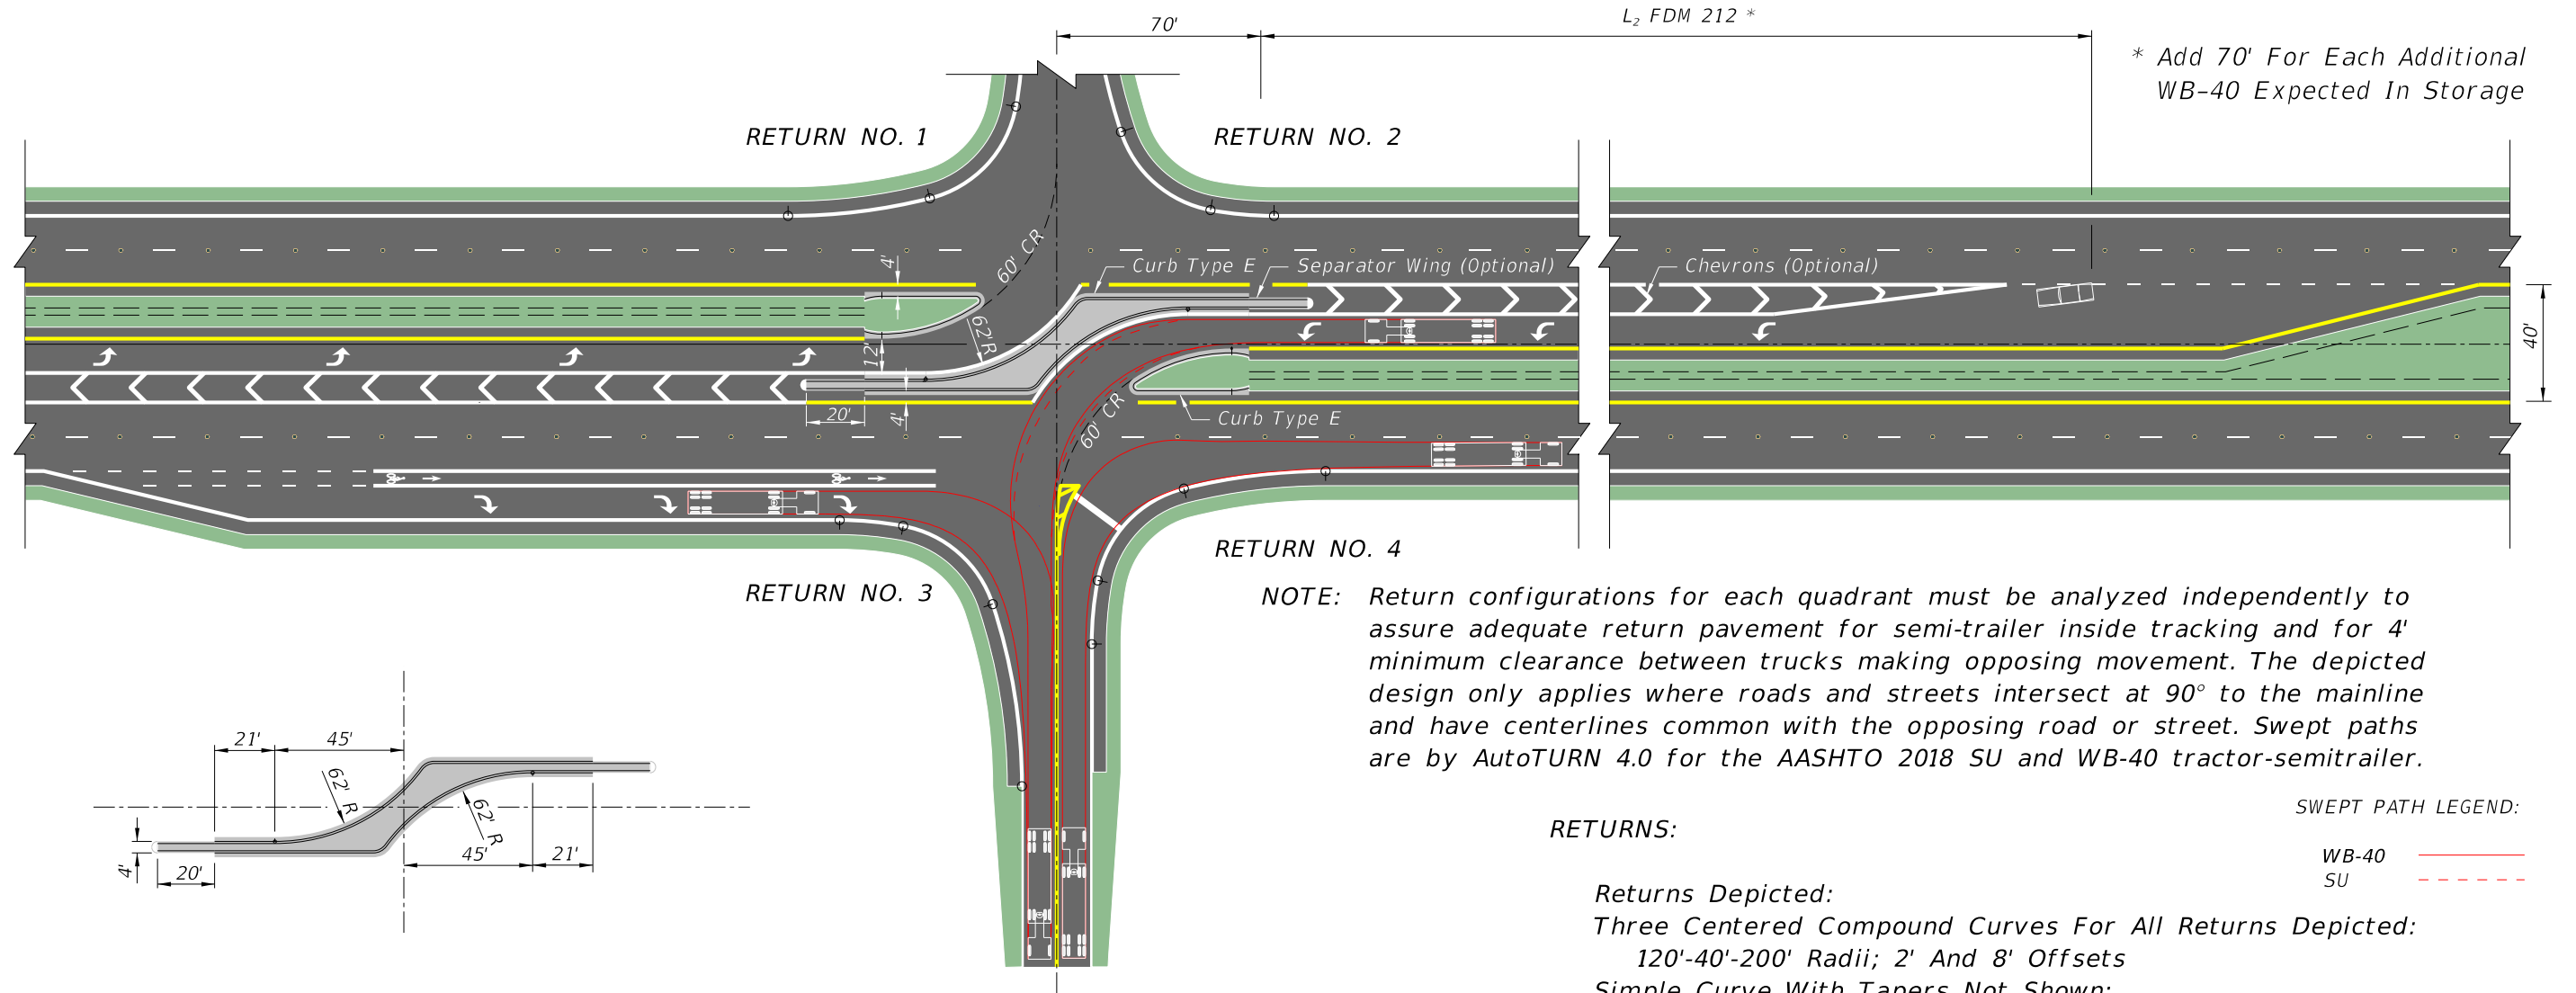 70'
L₂ FDM 212 *
* Add 70' For Each Additional
WB-40 Expected In Storage
RETURN NO. 1
RETURN NO. 2
4'
60' CR
Curb Type E
Separator Wing (Optional)
Chevrons (Optional)
62' R
12'
40'
20'
4'
60' CR
Curb Type E
RETURN NO. 3
RETURN NO. 4
NOTE: Return configurations for each quadrant must be analyzed independently to
assure adequate return pavement for semi-trailer inside tracking and for 4'
minimum clearance between trucks making opposing movement. The depicted
design only applies where roads and streets intersect at 90° to the mainline
and have centerlines common with the opposing road or street. Swept paths
are by AutoTURN 4.0 for the AASHTO 2018 SU and WB-40 tractor-semitrailer.
21'
45'
62' R
62' R
45'
21'
4'
20'
SWEPT PATH LEGEND:
WB-40
SU
RETURNS:
Returns Depicted:
Three Centered Compound Curves For All Returns Depicted:
120'-40'-200' Radii; 2' And 8' Offsets
Simple Curve With Tapers Not Shown: